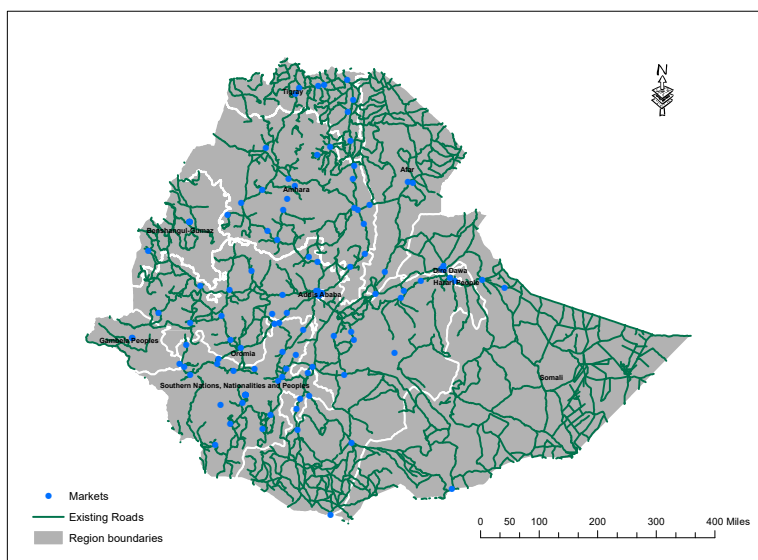 N
Tigray
Afar
Amhara
Benshangul-Gumaz
Dire Dawa
Harari People
Addis Ababa
Gambela Peoples
Oromia
Somali
Southern Nations, Nationalities and Peoples
Markets
Existing Roads
Region boundaries
0 50 100 200 300 400 Miles